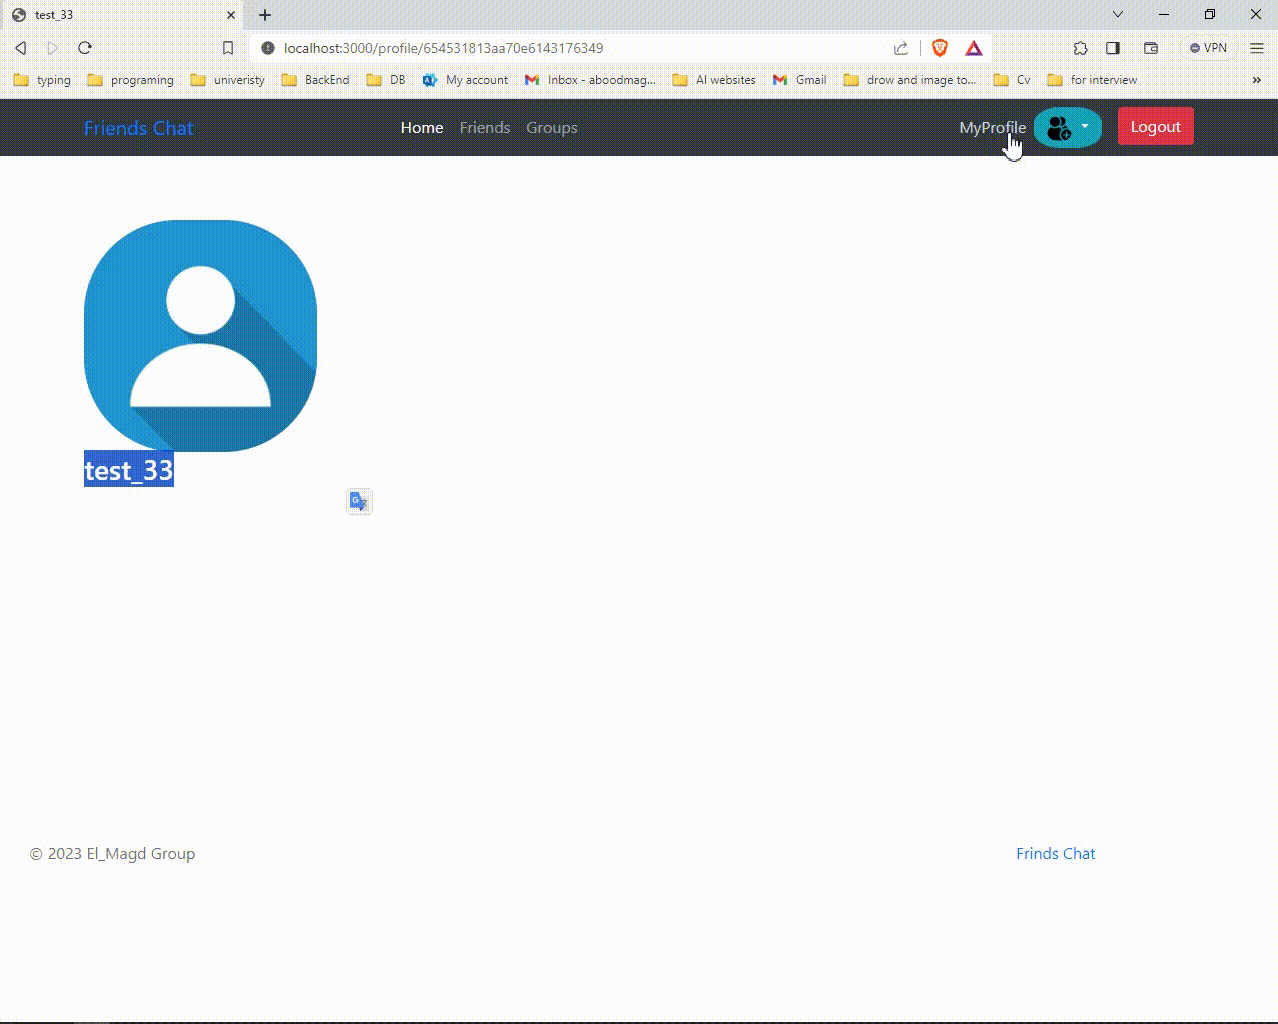 test_33
localhost:3000/profile/654531813aa70e6143176349
VPN
typing programing univeristy BackEnd DB My account Inbox - aboodmag... AI websites Gmail drow and image to... Cv for interview »
Friends Chat Home Friends Groups MyProfile Logout
test_33
G
© 2023 El_Magd Group Frinds Chat